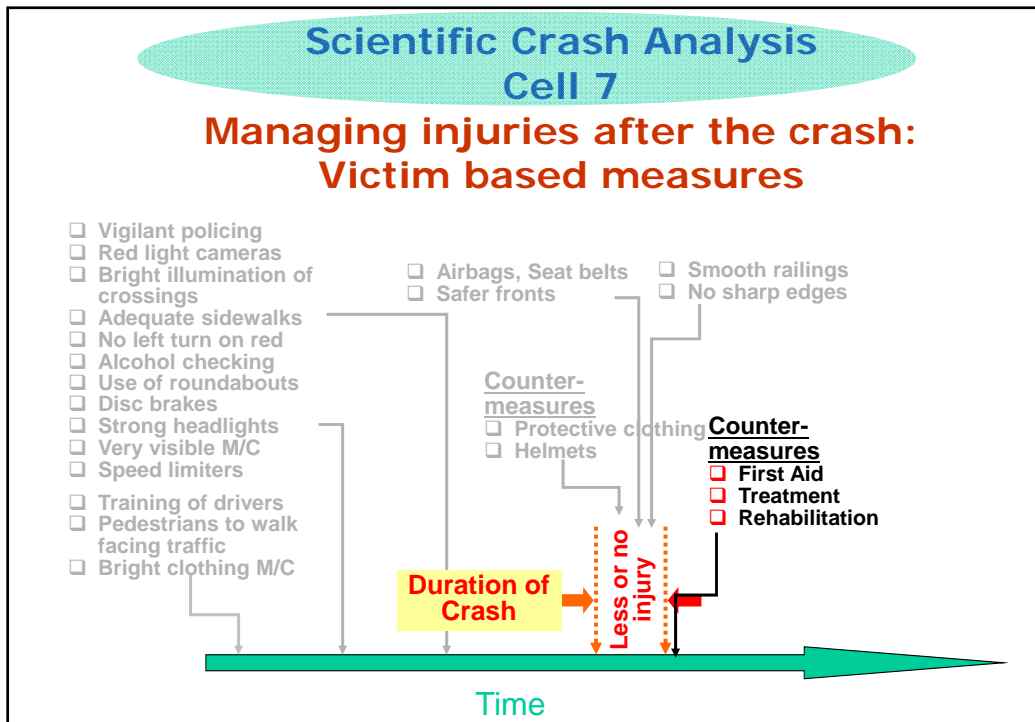 Scientific Crash Analysis
Cell 7
Managing injuries after the crash:
Victim based measures
❑ Vigilant policing
❑ Red light cameras
❑ Bright illumination of
crossings
❑ Adequate sidewalks
❑ No left turn on red
❑ Alcohol checking
❑ Use of roundabouts
❑ Disc brakes
❑ Strong headlights
❑ Very visible M/C
❑ Speed limiters
❑ Training of drivers
❑ Pedestrians to walk
facing traffic
❑ Bright clothing M/C
❑ Airbags, Seat belts
❑ Safer fronts
❑ Smooth railings
❑ No sharp edges
Counter-
measures
❑ Protective clothing
❑ Helmets
Counter-
measures
❑ First Aid
❑ Treatment
❑ Rehabilitation
Duration of
Crash
Less or no
injury
Time